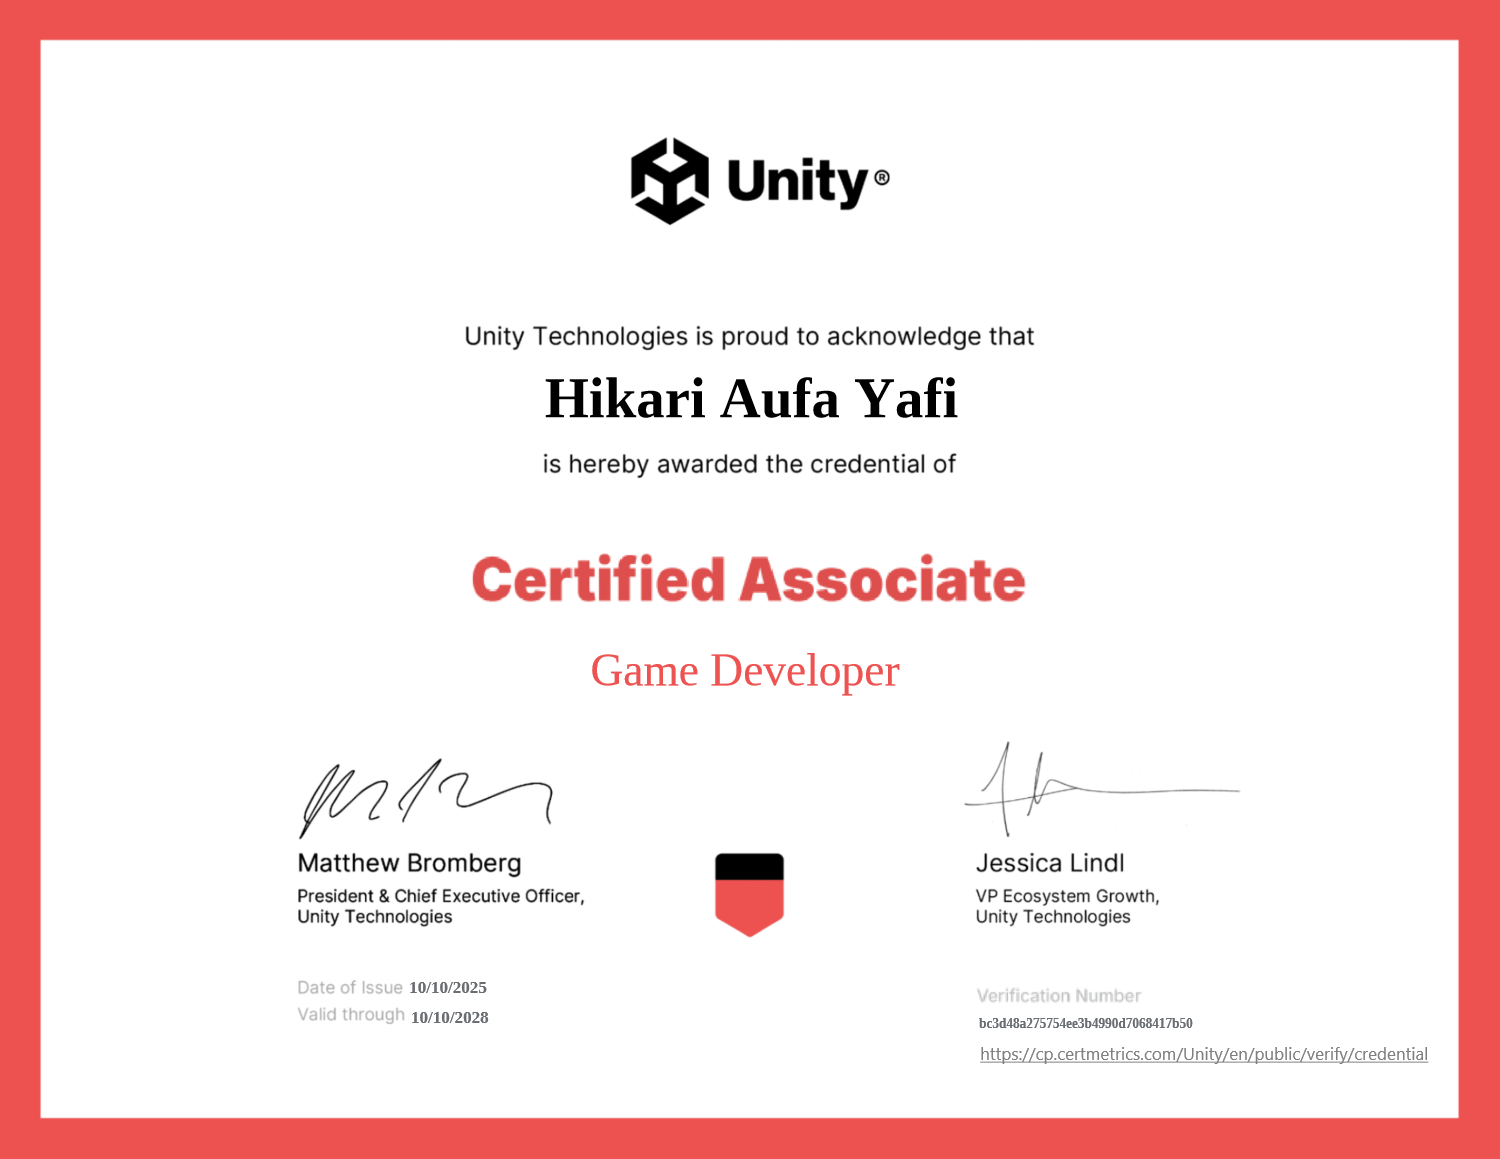 Unity®
Unity Technologies is proud to acknowledge that
Hikari Aufa Yafi
is hereby awarded the credential of
Certified Associate
Game Developer
Matthew Bromberg
President & Chief Executive Officer,
Unity Technologies
Jessica Lindl
VP Ecosystem Growth,
Unity Technologies
Date of Issue 10/10/2025
Valid through 10/10/2028
Verification Number
bc3d48a275754ee3b4990d7068417b50
https://cp.certmetrics.com/Unity/en/public/verify/credential